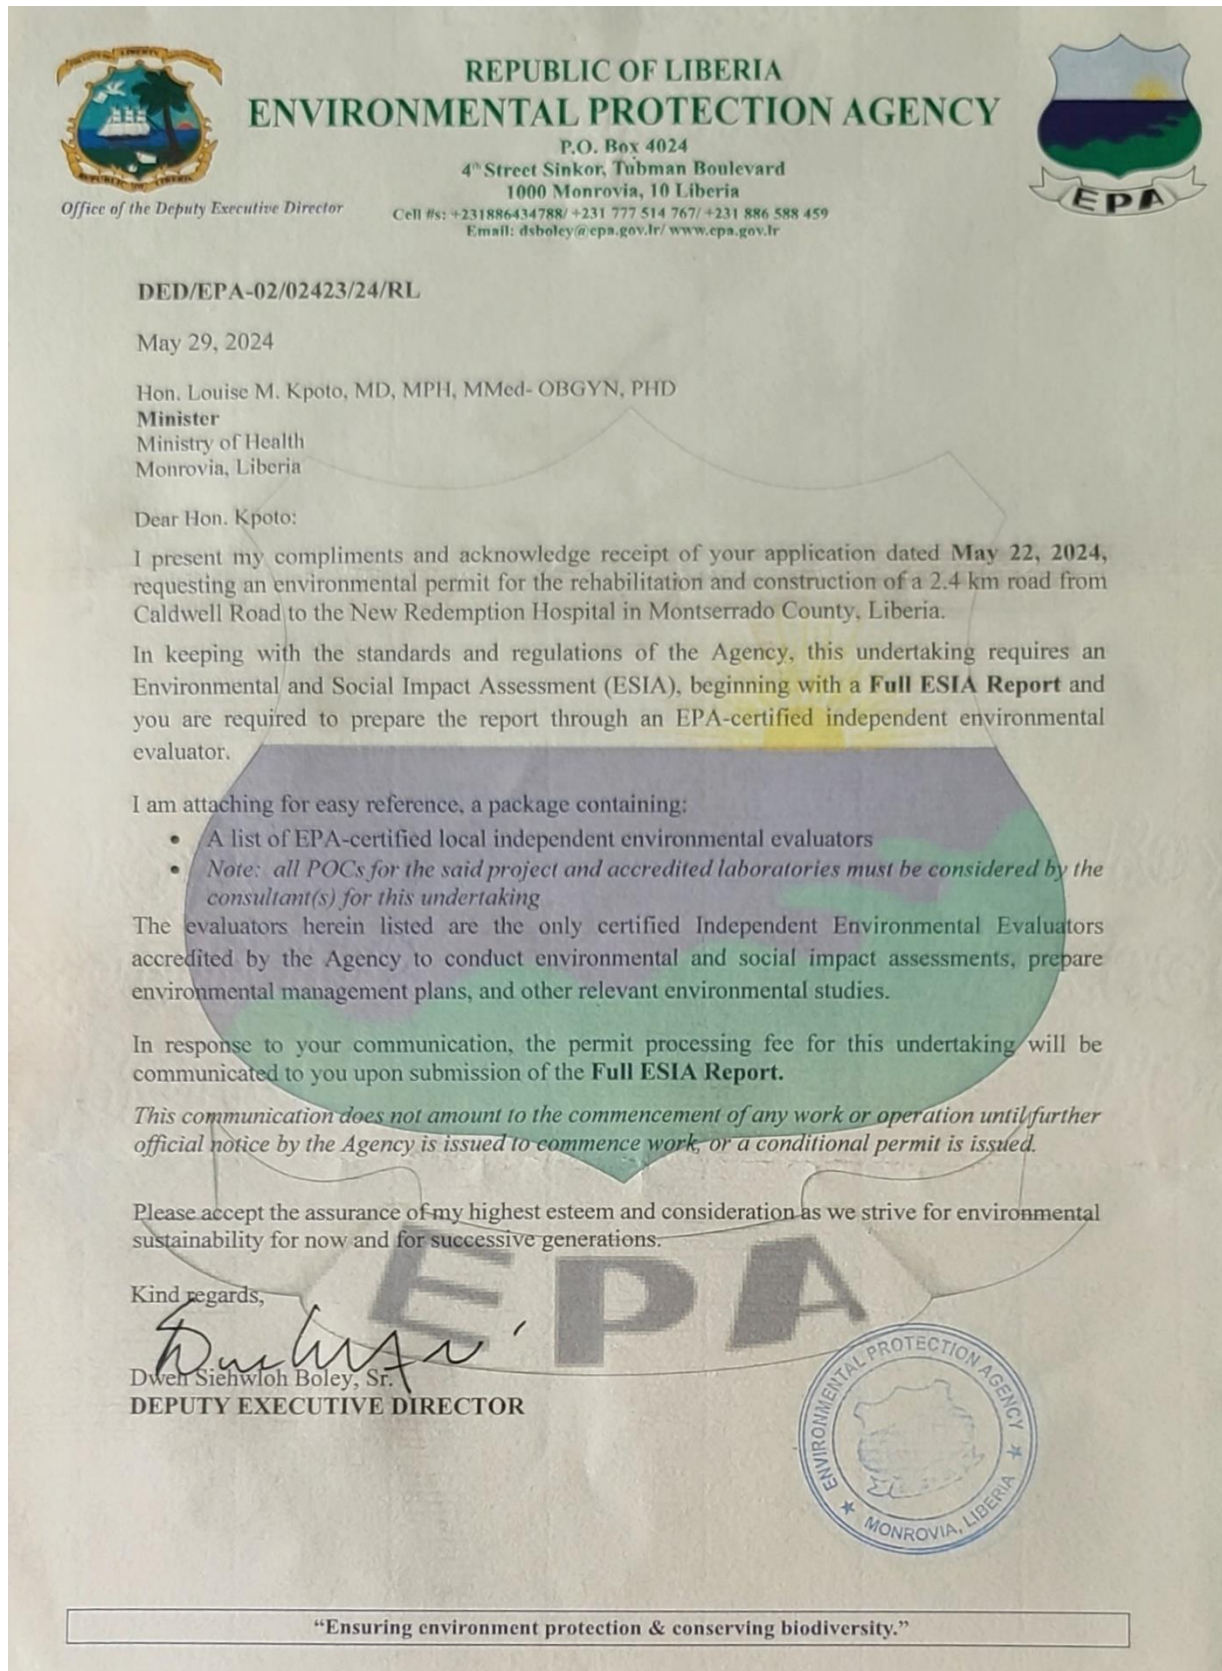 REPUBLIC OF LIBERIA
ENVIRONMENTAL PROTECTION AGENCY
P.O. Box 4024
4th Street Sinkor, Tubman Boulevard
1000 Monrovia, 10 Liberia
Office of the Deputy Executive Director
Cell #s: +231886434788/ +231 777 514 767/ +231 886 588 459
Email: dsboley@epa.gov.lr/ www.epa.gov.lr
REPUBLIC OF LIBERIA
EPA
DED/EPA-02/02423/24/RL
May 29, 2024
Hon. Louise M. Kpoto, MD, MPH, MMed- OBGYN, PHD
Minister
Ministry of Health
Monrovia, Liberia
Dear Hon. Kpoto:
I present my compliments and acknowledge receipt of your application dated May 22, 2024,
requesting an environmental permit for the rehabilitation and construction of a 2.4 km road from
Caldwell Road to the New Redemption Hospital in Montserrado County, Liberia.
In keeping with the standards and regulations of the Agency, this undertaking requires an
Environmental and Social Impact Assessment (ESIA), beginning with a Full ESIA Report and
you are required to prepare the report through an EPA-certified independent environmental
evaluator.
I am attaching for easy reference, a package containing:
• A list of EPA-certified local independent environmental evaluators
• Note: all POCs for the said project and accredited laboratories must be considered by the
consultant(s) for this undertaking
The evaluators herein listed are the only certified Independent Environmental Evaluators
accredited by the Agency to conduct environmental and social impact assessments, prepare
environmental management plans, and other relevant environmental studies.
In response to your communication, the permit processing fee for this undertaking will be
communicated to you upon submission of the Full ESIA Report.
This communication does not amount to the commencement of any work or operation until further
official notice by the Agency is issued to commence work, or a conditional permit is issued.
Please accept the assurance of my highest esteem and consideration as we strive for environmental
sustainability for now and for successive generations.
Kind regards,
Dweh Siehwloh Boley, Sr.
DEPUTY EXECUTIVE DIRECTOR
EPA
ENVIRONMENTAL PROTECTION AGENCY
MONROVIA, LIBERIA
“Ensuring environment protection & conserving biodiversity.”